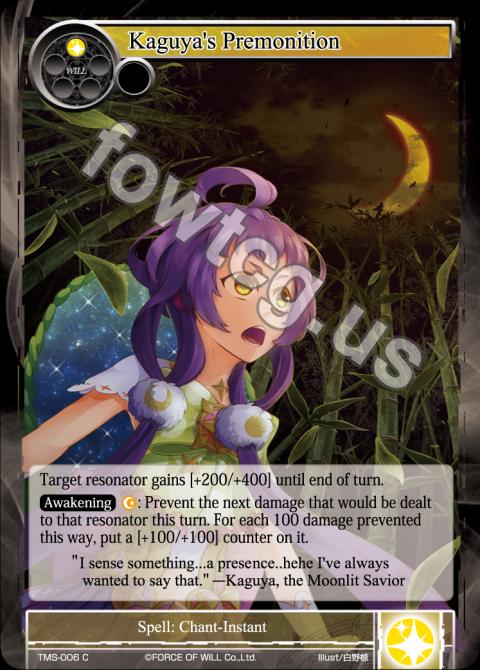 Kaguya's Premonition
WILL
fowtcg.us
Target resonator gains [+200/+400] until end of turn.
Awakening : Prevent the next damage that would be dealt
to that resonator this turn. For each 100 damage prevented
this way, put a [+100/+100] counter on it.
"I sense something...a presence..hehe I've always
wanted to say that." —Kaguya, the Moonlit Savior
Spell: Chant-Instant
TMS-006 C ©FORCE OF WILL Co.,Ltd. Illust/白野椋